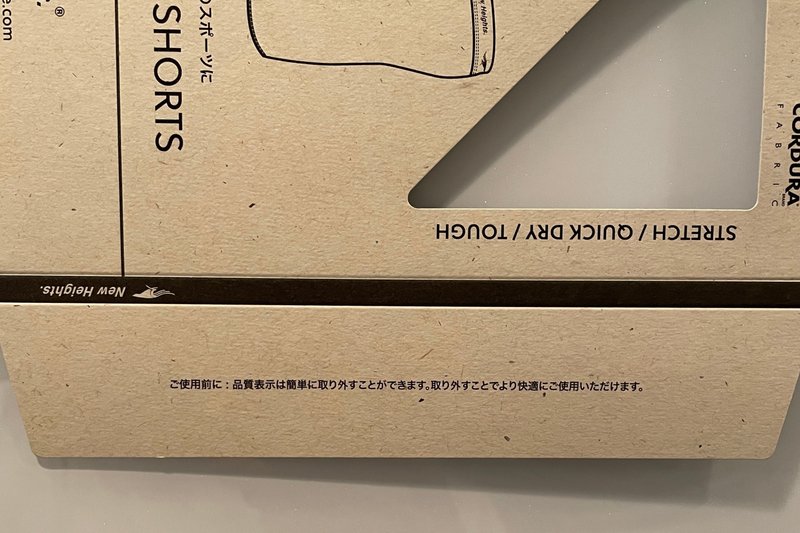 e.com
®
のスポーツに
SHORTS
Heights.
CORDURA
FABRIC
STRETCH / QUICK DRY / TOUGH
New Heights.
ご使用前に：品質表示は簡単に取り外すことができます。取り外すことでより快適にご使用いただけます。